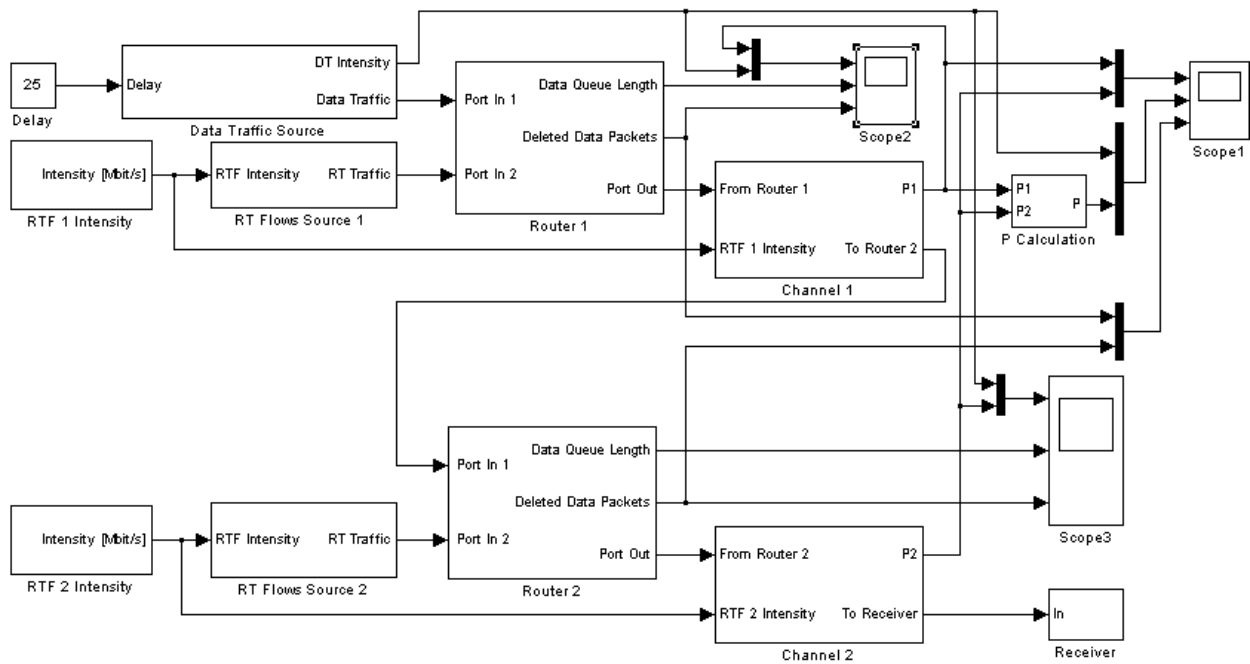 25
Delay
Delay
DT Intensity
Data Traffic
Data Traffic Source
Intensity [Mbit/s]
RTF 1 Intensity
RTF Intensity
RT Traffic
RT Flows Source 1
Port In 1
Port In 2
Data Queue Length
Deleted Data Packets
Port Out
Router 1
Scope2
Scope1
From Router 1
RTF 1 Intensity
P1
To Router 2
Channel 1
P1
P2
P
P Calculation
Port In 1
Port In 2
Data Queue Length
Deleted Data Packets
Port Out
Router 2
Scope3
Intensity [Mbit/s]
RTF 2 Intensity
RTF Intensity
RT Traffic
RT Flows Source 2
From Router 2
RTF 2 Intensity
P2
To Receiver
Channel 2
In
Receiver